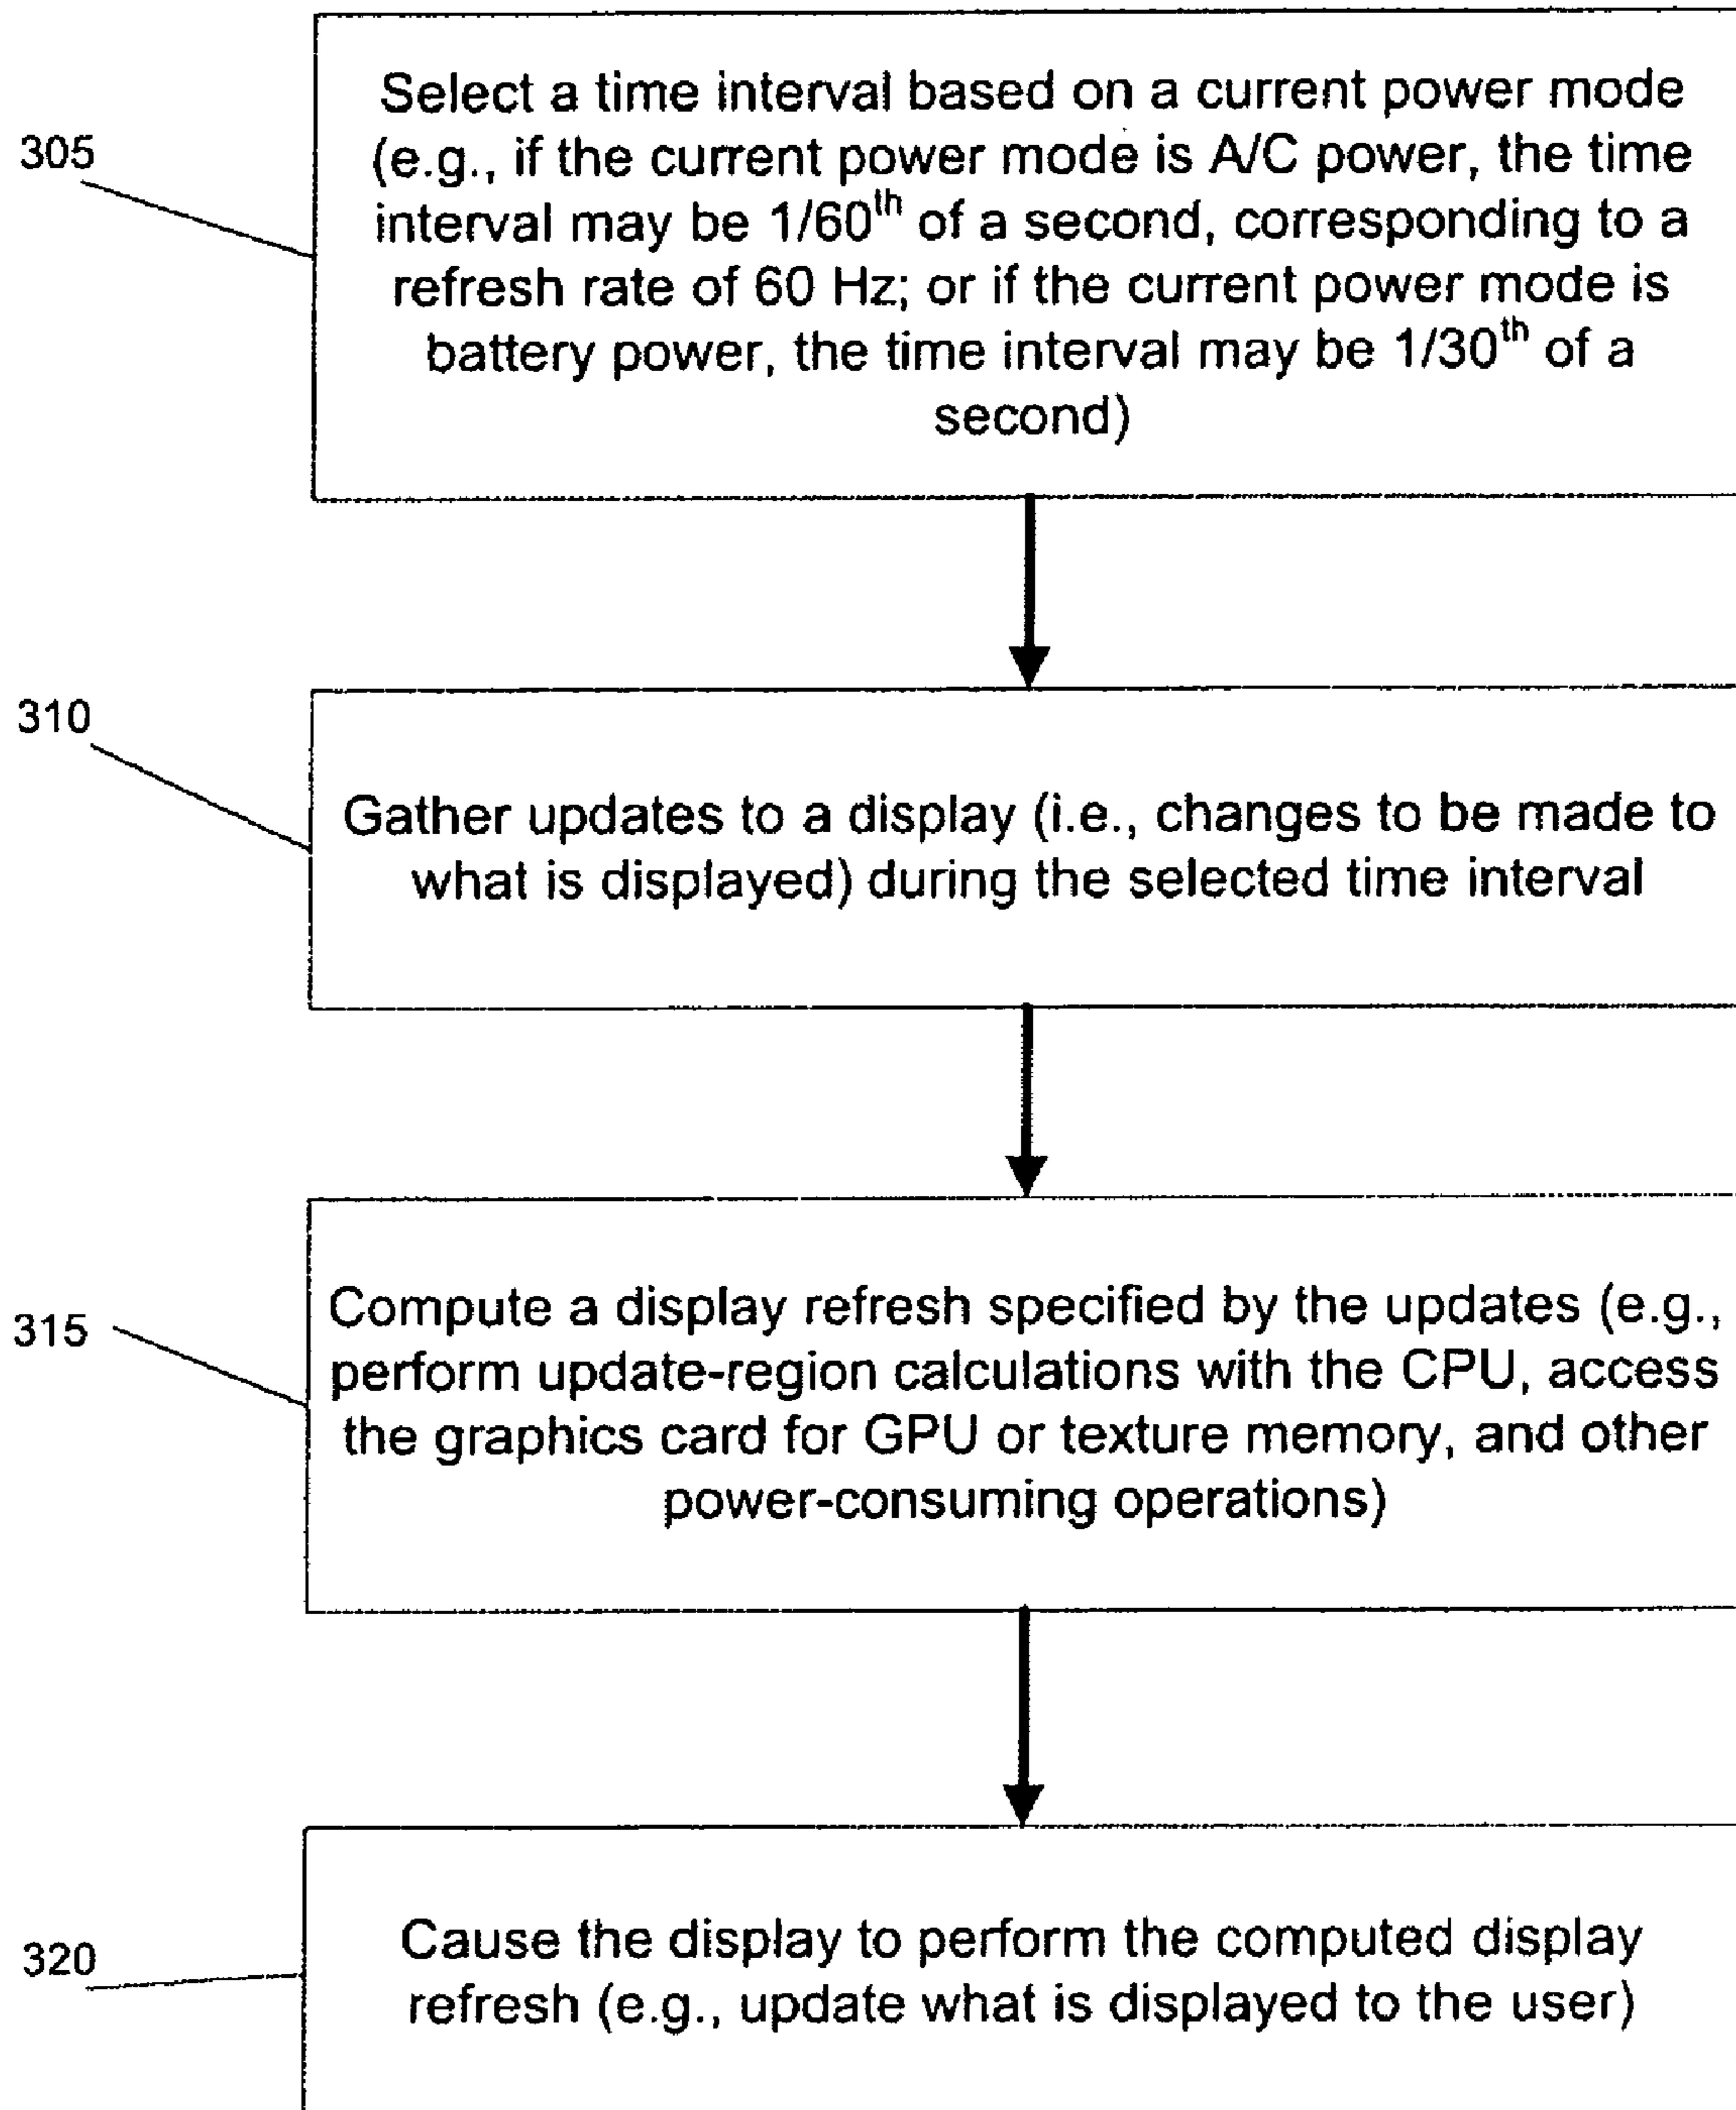 305
Select a time interval based on a current power mode
(e.g., if the current power mode is A/C power, the time
interval may be 1/60th of a second, corresponding to a
refresh rate of 60 Hz; or if the current power mode is
battery power, the time interval may be 1/30th of a
second)
310
Gather updates to a display (i.e., changes to be made to
what is displayed) during the selected time interval
315
Compute a display refresh specified by the updates (e.g.,
perform update-region calculations with the CPU, access
the graphics card for GPU or texture memory, and other
power-consuming operations)
320
Cause the display to perform the computed display
refresh (e.g., update what is displayed to the user)